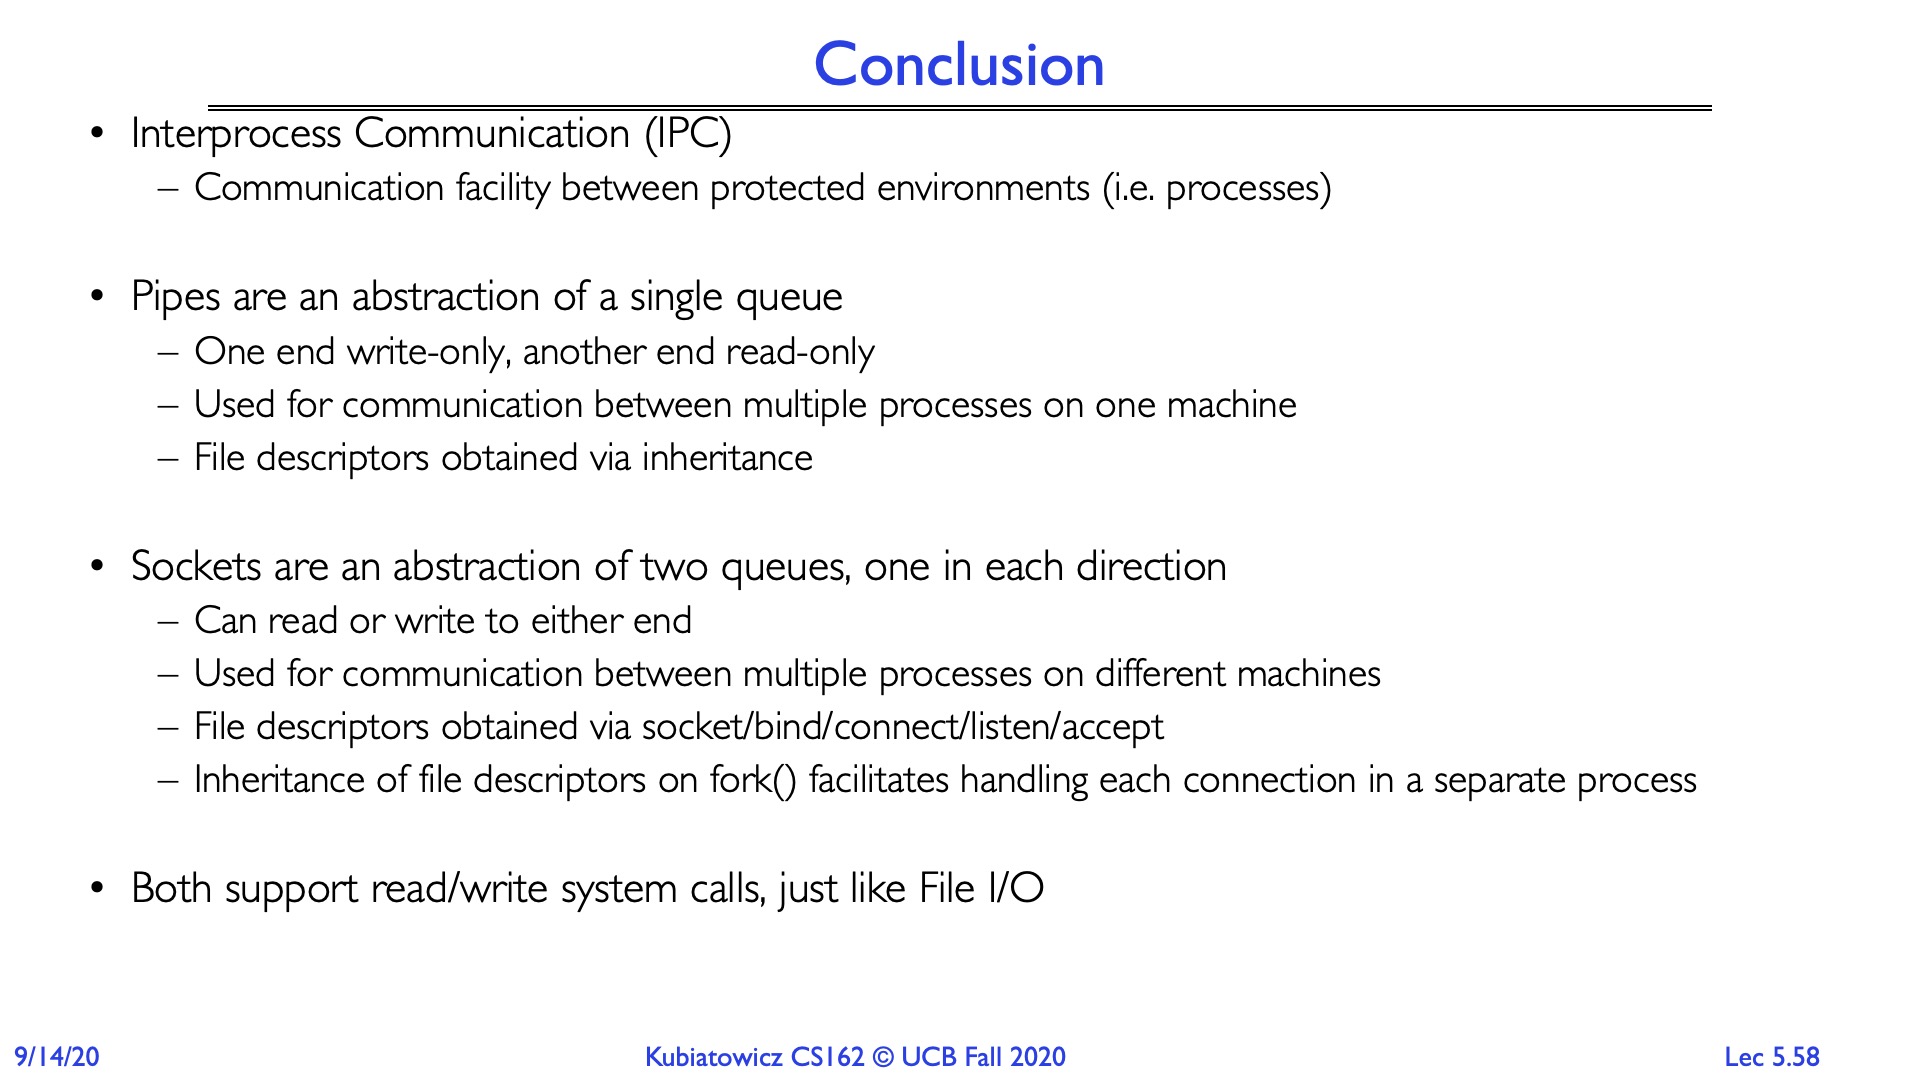 Conclusion
• Interprocess Communication (IPC)
– Communication facility between protected environments (i.e. processes)
• Pipes are an abstraction of a single queue
– One end write-only, another end read-only
– Used for communication between multiple processes on one machine
– File descriptors obtained via inheritance
• Sockets are an abstraction of two queues, one in each direction
– Can read or write to either end
– Used for communication between multiple processes on different machines
– File descriptors obtained via socket/bind/connect/listen/accept
– Inheritance of file descriptors on fork() facilitates handling each connection in a separate process
• Both support read/write system calls, just like File I/O
9/14/20
Kubiatowicz CS162 © UCB Fall 2020
Lec 5.58